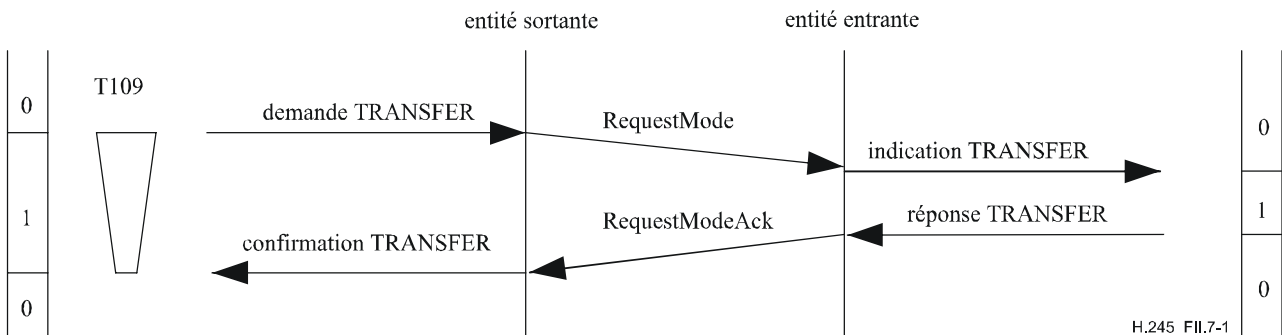 entité sortante
entité entrante
T109
0
demande TRANSFER
RequestMode
0
indication TRANSFER
1
RequestModeAck
réponse TRANSFER
1
confirmation TRANSFER
0
0
H.245 FII.7-1